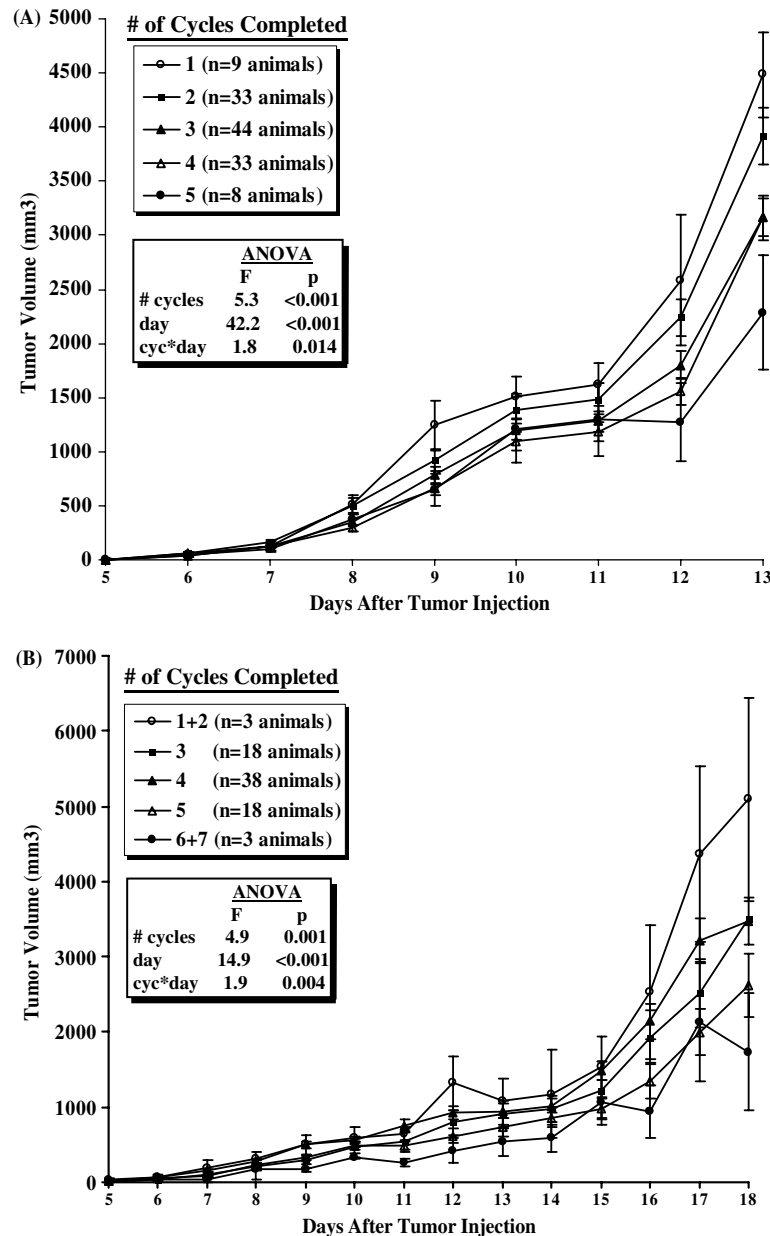 (A)
# of Cycles Completed
1 (n=9 animals)
2 (n=33 animals)
3 (n=44 animals)
4 (n=33 animals)
5 (n=8 animals)
ANOVA
F p
# cycles 5.3 <0.001
day 42.2 <0.001
cyc*day 1.8 0.014
Tumor Volume (mm3)
5000
4500
4000
3500
3000
2500
2000
1500
1000
500
0
5 6 7 8 9 10 11 12 13
Days After Tumor Injection
(B)
# of Cycles Completed
1+2 (n=3 animals)
3 (n=18 animals)
4 (n=38 animals)
5 (n=18 animals)
6+7 (n=3 animals)
ANOVA
F p
# cycles 4.9 0.001
day 14.9 <0.001
cyc*day 1.9 0.004
Tumor Volume (mm3)
7000
6000
5000
4000
3000
2000
1000
0
5 6 7 8 9 10 11 12 13 14 15 16 17 18
Days After Tumor Injection